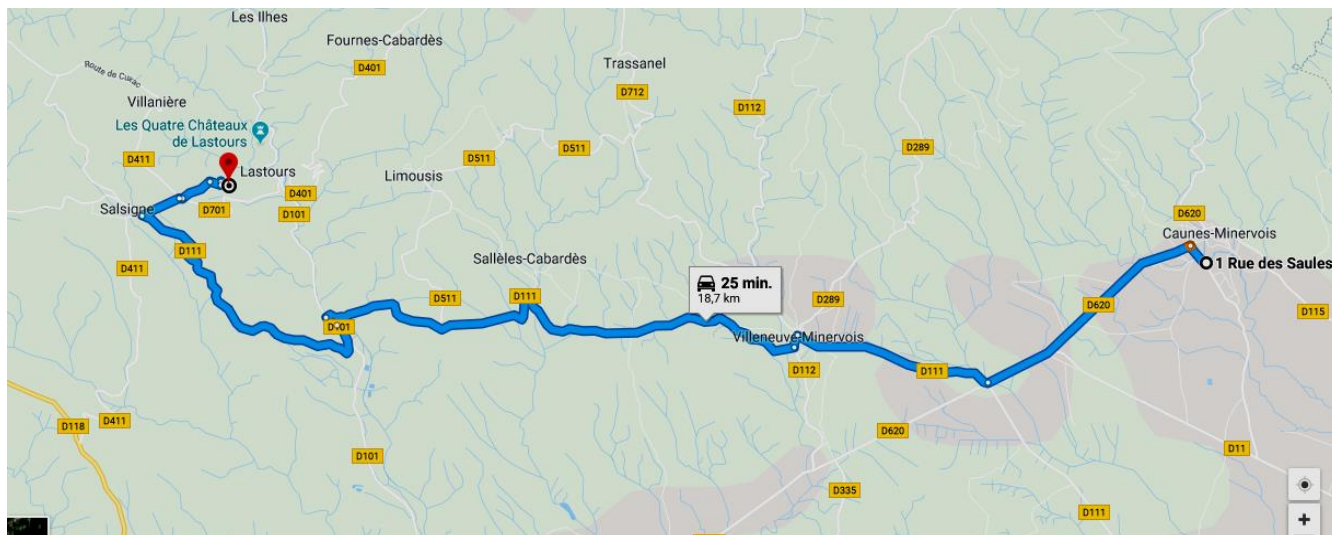 Les Ilhes
Fournes-Cabardès
D401
Trassanel
Route de Cuxac
Villanière
D712
D112
Les Quatre Châteaux
de Lastours
D411
D511
D511
D289
Lastours
Limousis
D401
Salsigne
D701
D101
D620
Caunes-Minervois
D111
D411
Sallèles-Cabardès
1 Rue des Saules
25 min.
18,7 km
D511
D111
D289
D620
D115
Villeneuve-Minervois
D112
D111
D118
D411
D620
D101
D11
D335
D111
+